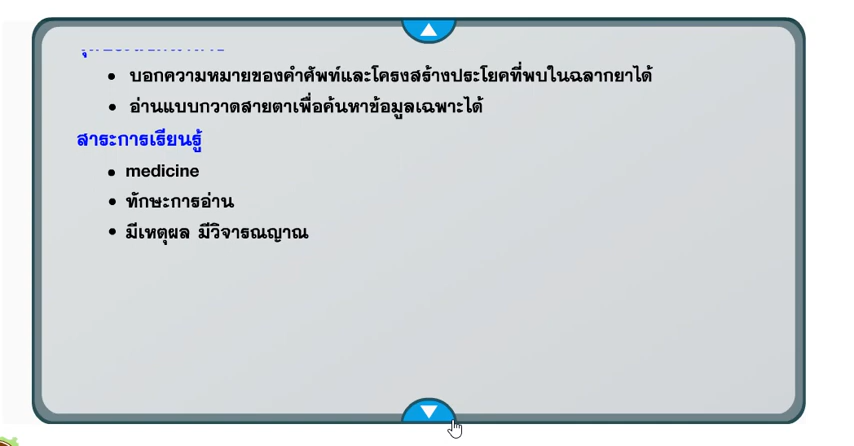 บอกความหมายของคำศัพท์และโครงสร้างประโยคที่พบในฉลากยาได้
อ่านแบบกวาดสายตาเพื่อค้นหาข้อมูลเฉพาะได้
สาระการเรียนรู้
medicine
ทักษะการอ่าน
มีเหตุผล มีวิจารณญาณ